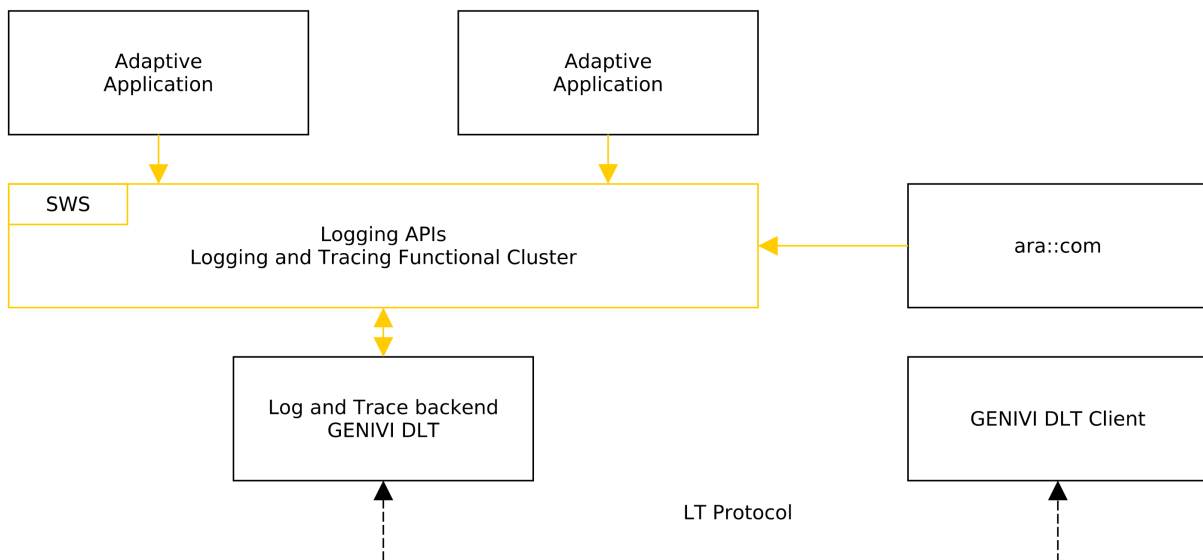 Adaptive
Application
Adaptive
Application
SWS
Logging APIs
Logging and Tracing Functional Cluster
ara::com
Log and Trace backend
GENIVI DLT
GENIVI DLT Client
LT Protocol